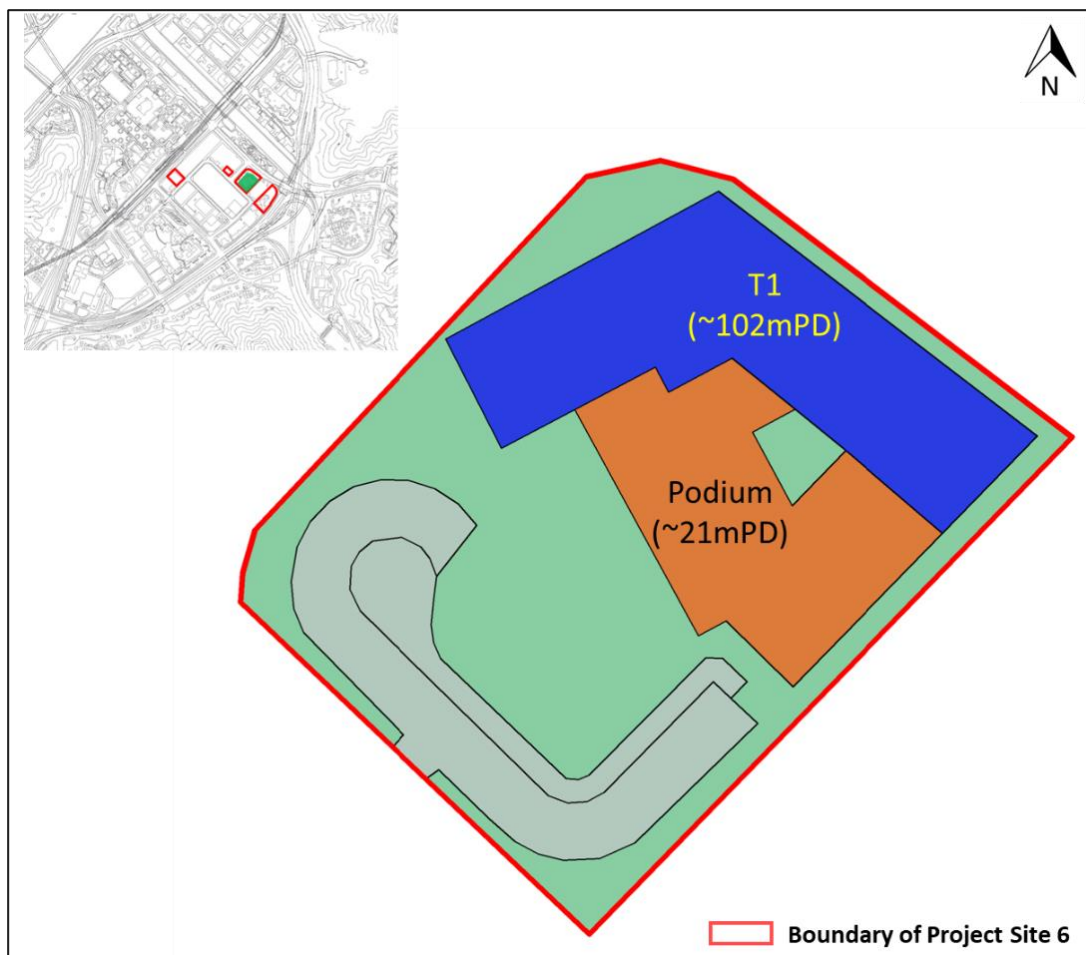 N
T1
(~102mPD)
Podium
(~21mPD)
Boundary of Project Site 6